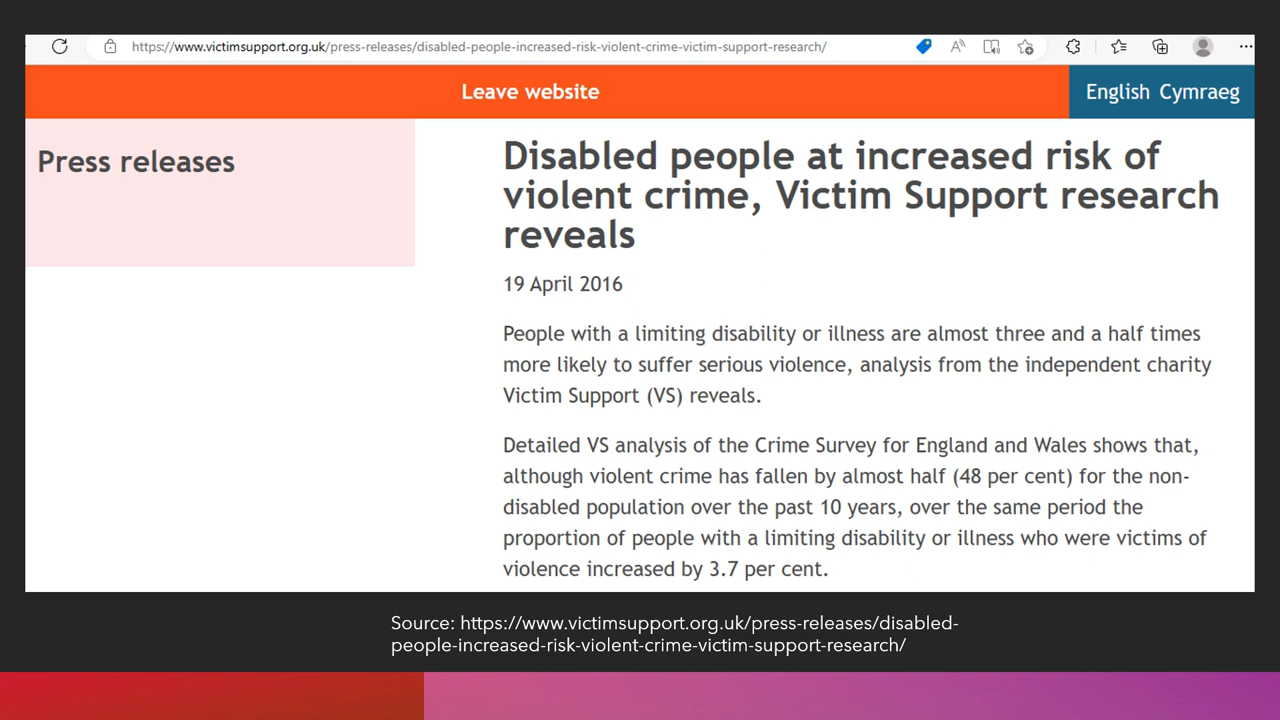 https://www.victimsupport.org.uk/press-releases/disabled-people-increased-risk-violent-crime-victim-support-research/
Leave website
English Cymraeg
Press releases
Disabled people at increased risk of
violent crime, Victim Support research
reveals
19 April 2016
People with a limiting disability or illness are almost three and a half times
more likely to suffer serious violence, analysis from the independent charity
Victim Support (VS) reveals.
Detailed VS analysis of the Crime Survey for England and Wales shows that,
although violent crime has fallen by almost half (48 per cent) for the non-
disabled population over the past 10 years, over the same period the
proportion of people with a limiting disability or illness who were victims of
violence increased by 3.7 per cent.
Source: https://www.victimsupport.org.uk/press-releases/disabled-
people-increased-risk-violent-crime-victim-support-research/